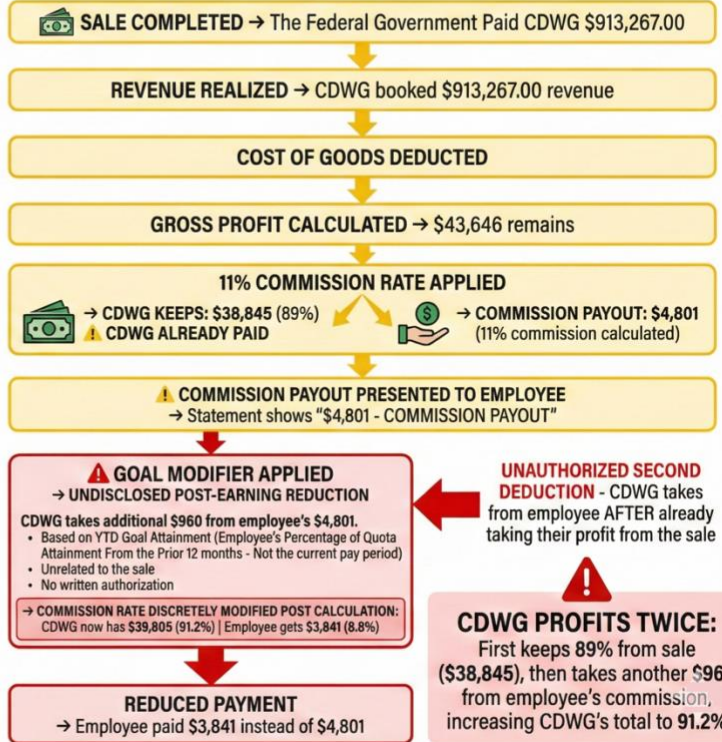 SALE COMPLETED → The Federal Government Paid CDWG $913,267.00
REVENUE REALIZED → CDWG booked $913,267.00 revenue
COST OF GOODS DEDUCTED
GROSS PROFIT CALCULATED → $43,646 remains
11% COMMISSION RATE APPLIED
→ CDWG KEEPS: $38,845 (89%)
CDWG ALREADY PAID
→ COMMISSION PAYOUT: $4,801
(11% commission calculated)
COMMISSION PAYOUT PRESENTED TO EMPLOYEE
→ Statement shows "$4,801 - COMMISSION PAYOUT"
GOAL MODIFIER APPLIED
→ UNDISCLOSED POST-EARNING REDUCTION
CDWG takes additional $960 from employee's $4,801.
• Based on YTD Goal Attainment (Employee's Percentage of Quota
Attainment From the Prior 12 months - Not the current pay period)
• Unrelated to the sale
• No written authorization
→ COMMISSION RATE DISCRETELY MODIFIED POST CALCULATION:
CDWG now has $39,805 (91.2%) | Employee gets $3,841 (8.8%)
UNAUTHORIZED SECOND
DEDUCTION - CDWG takes
from employee AFTER already
taking their profit from the sale
CDWG PROFITS TWICE:
First keeps 89% from sale
($38,845), then takes another $96
from employee's commission,
increasing CDWG's total to 91.2%
REDUCED PAYMENT
→ Employee paid $3,841 instead of $4,801